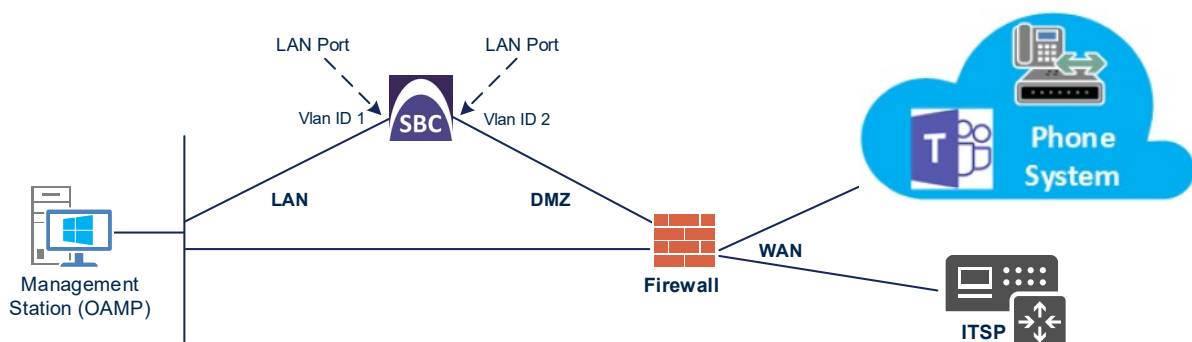 LAN Port
LAN Port
Vlan ID 1
SBC
Vlan ID 2
T
Phone
System
LAN
DMZ
Management
Station (OAMP)
Firewall
WAN
ITSP